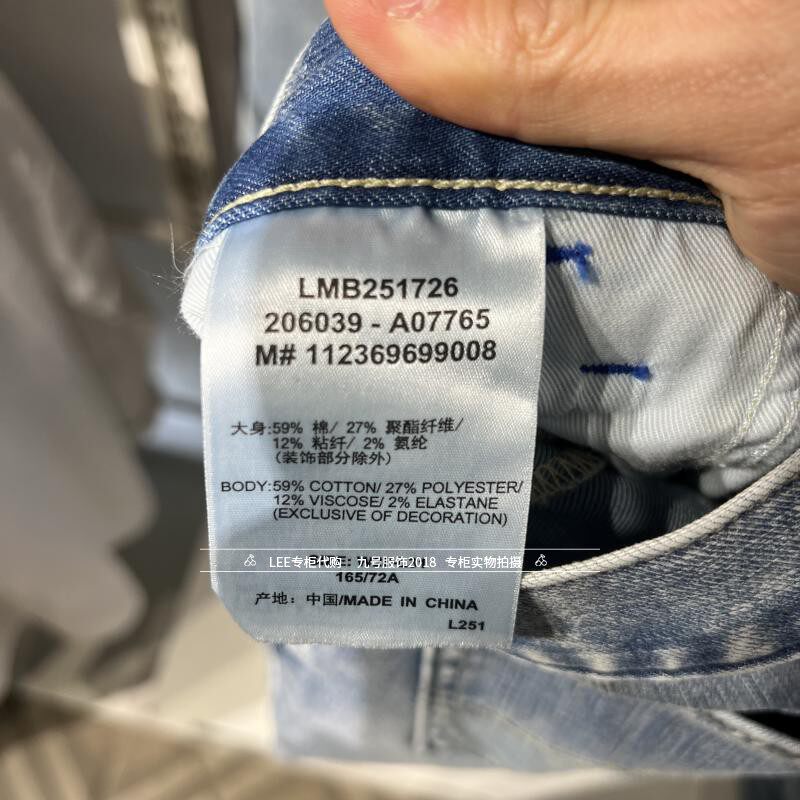 LMB251726
206039 - A07765
M# 112369699008
大身:59% 棉/ 27% 聚酯纤维/
12% 粘纤/ 2% 氨纶
(装饰部分除外)
BODY:59% COTTON/ 27% POLYESTER/
12% VISCOSE/ 2% ELASTANE
(EXCLUSIVE OF DECORATION)
LEE专柜代购 · 九号服饰2018 专柜实物拍摄
165/72A
产地: 中国/MADE IN CHINA
L251